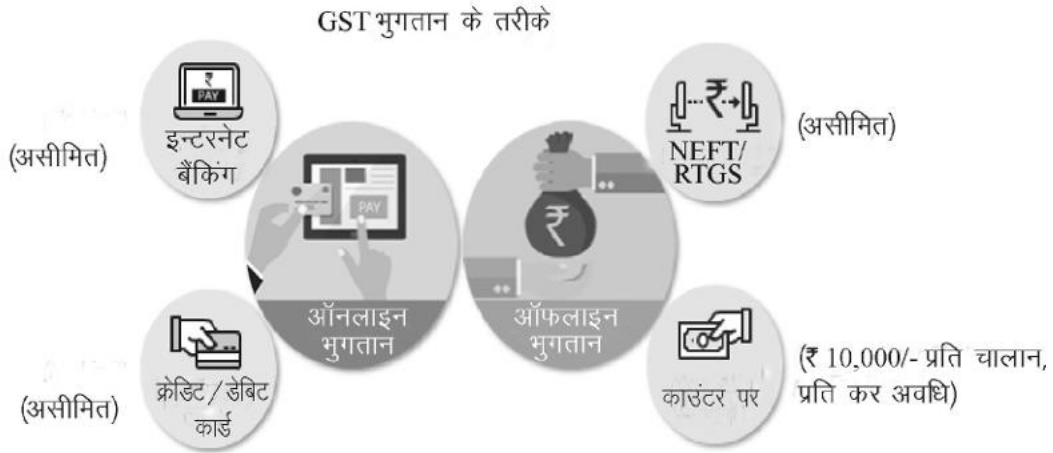 GST भुगतान के तरीके
₹
PAY
इन्टरनेट
बैंकिंग
(असीमित)
₹
NEFT/
RTGS
(असीमित)
PAY
ऑनलाइन
भुगतान
₹
ऑफलाइन
भुगतान
क्रेडिट/डेबिट
कार्ड
(असीमित)
काउंटर पर
(₹ 10,000/- प्रति चालान,
प्रति कर अवधि)